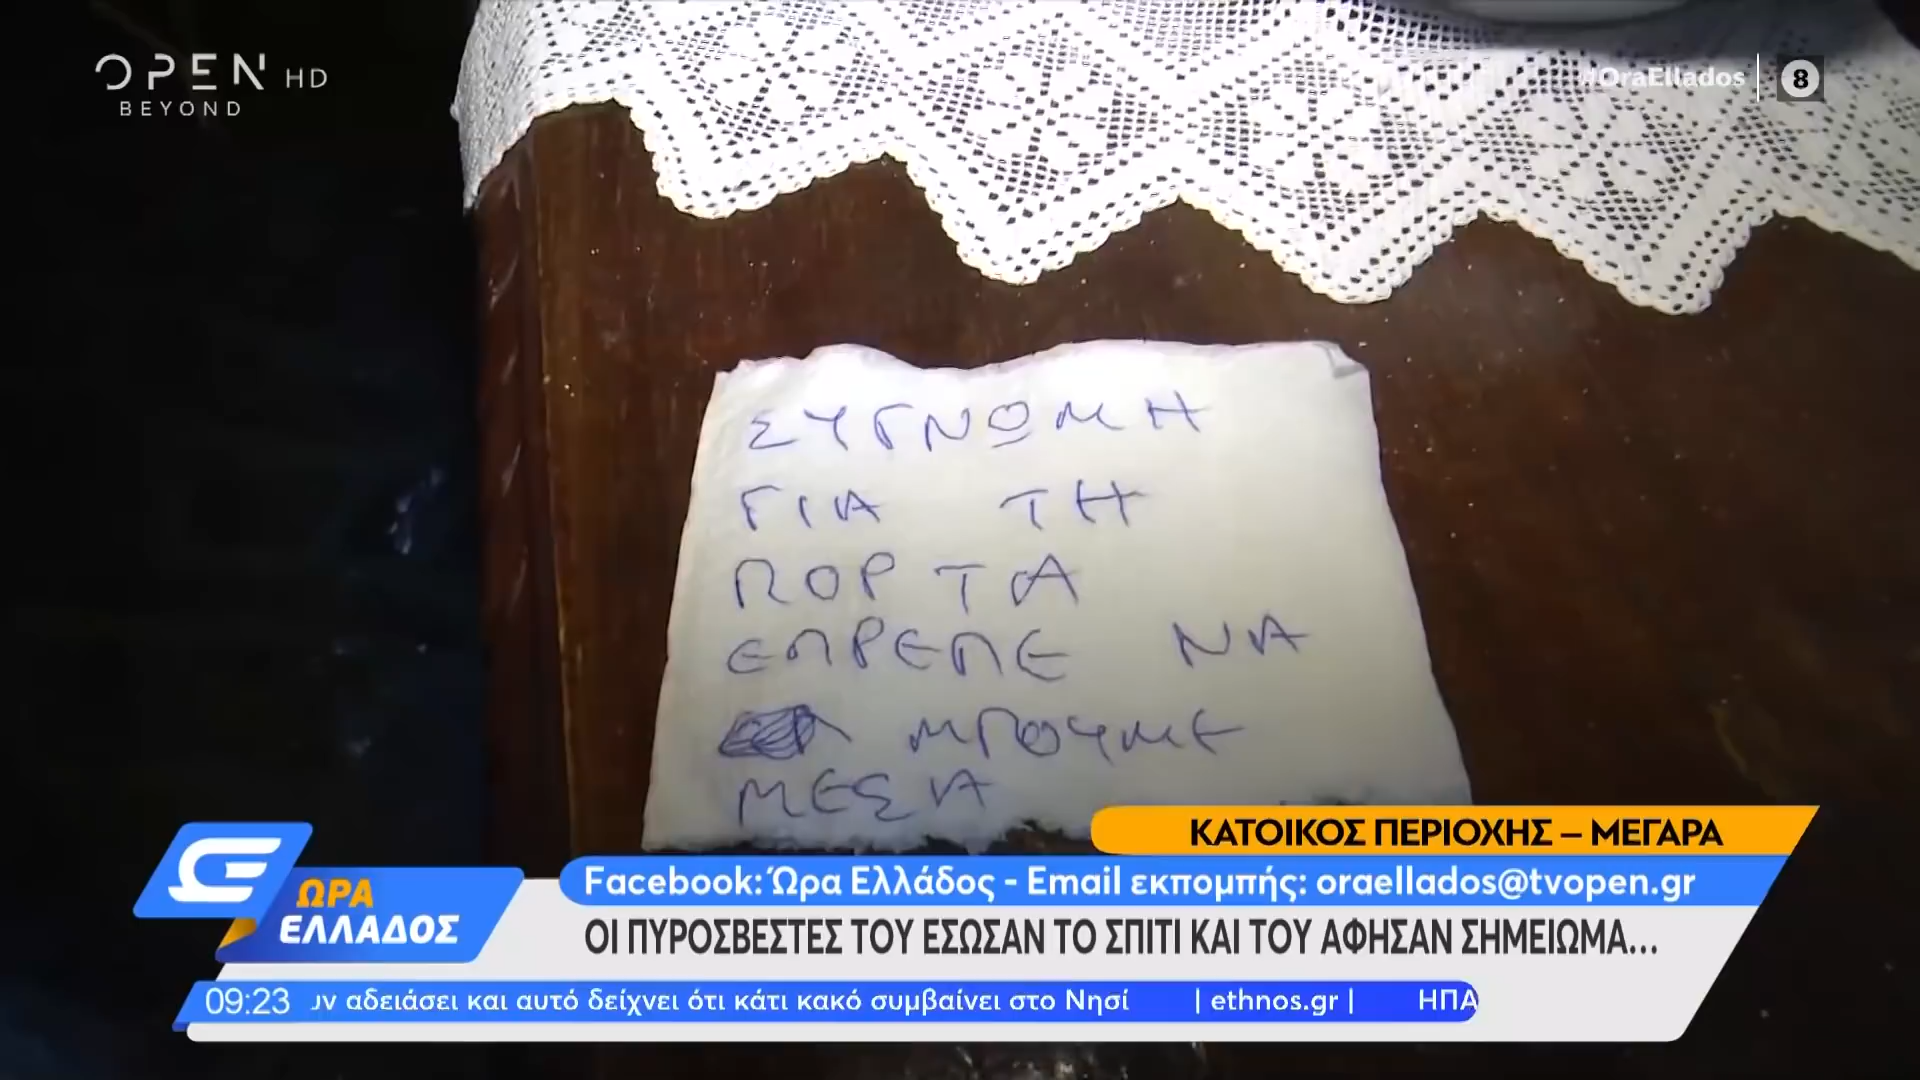 OPEN HD
BEYOND
#OraEllados
8
ΣΥΓΝΩΜΗ
ΓΙΑ ΤΗ
ΠΟΡΤΑ
ΕΠΡΕΠΕ ΝΑ
ΜΠΟΥΜΕ
ΜΕΣΑ
ΚΑΤΟΙΚΟΣ ΠΕΡΙΟΧΗΣ – ΜΕΓΑΡΑ
Facebook: Ώρα Ελλάδος - Email εκπομπής: oraellados@tvopen.gr
ΩΡΑ
ΕΛΛΑΔΟΣ
ΟΙ ΠΥΡΟΣΒΕΣΤΕΣ ΤΟΥ ΕΣΩΣΑΝ ΤΟ ΣΠΙΤΙ ΚΑΙ ΤΟΥ ΑΦΗΣΑΝ ΣΗΜΕΙΩΜΑ...
09:23 υν αδειάσει και αυτό δείχνει ότι κάτι κακό συμβαίνει στο Νησί | ethnos.gr | ΗΠΑ